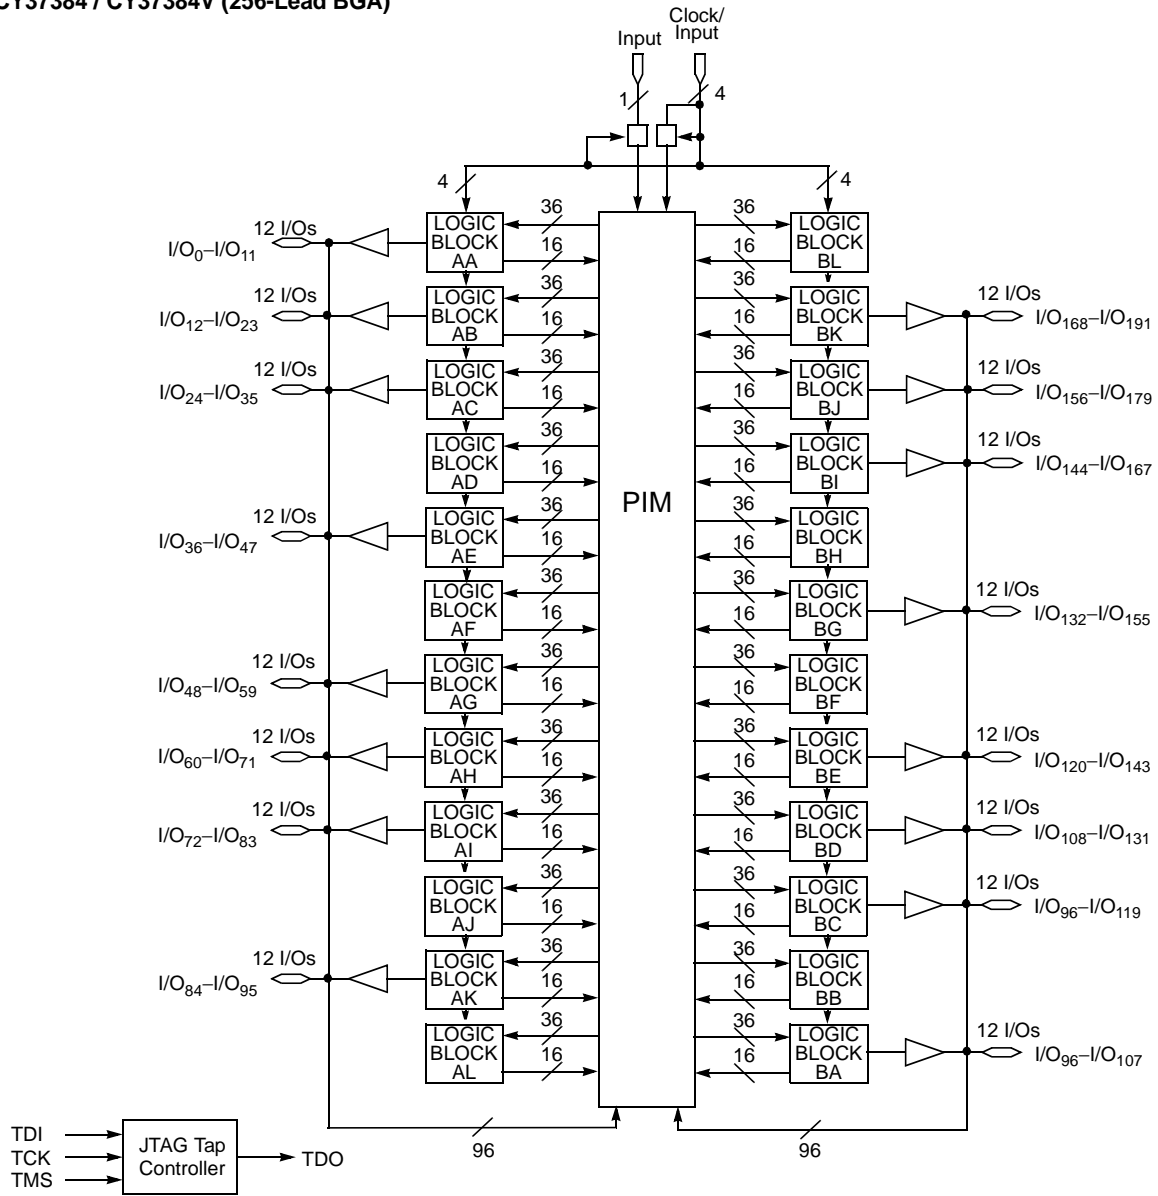 CY37384 / CY37384V (256-Lead BGA)
Clock/
Input
Input
1
4
4
4
12 I/Os
I/O0–I/O11
LOGIC
BLOCK
AA
36
16
36
16
LOGIC
BLOCK
BL
12 I/Os
I/O12–I/O23
LOGIC
BLOCK
AB
36
16
36
16
LOGIC
BLOCK
BK
12 I/Os
I/O168–I/O191
12 I/Os
I/O24–I/O35
LOGIC
BLOCK
AC
36
16
36
16
LOGIC
BLOCK
BJ
12 I/Os
I/O156–I/O179
LOGIC
BLOCK
AD
36
16
PIM
36
16
LOGIC
BLOCK
BI
12 I/Os
I/O144–I/O167
12 I/Os
I/O36–I/O47
LOGIC
BLOCK
AE
36
16
36
16
LOGIC
BLOCK
BH
LOGIC
BLOCK
AF
36
16
36
16
LOGIC
BLOCK
BG
12 I/Os
I/O132–I/O155
12 I/Os
I/O48–I/O59
LOGIC
BLOCK
AG
36
16
36
16
LOGIC
BLOCK
BF
12 I/Os
I/O60–I/O71
LOGIC
BLOCK
AH
36
16
36
16
LOGIC
BLOCK
BE
12 I/Os
I/O120–I/O143
12 I/Os
I/O72–I/O83
LOGIC
BLOCK
AI
36
16
36
16
LOGIC
BLOCK
BD
12 I/Os
I/O108–I/O131
LOGIC
BLOCK
AJ
36
16
36
16
LOGIC
BLOCK
BC
12 I/Os
I/O96–I/O119
12 I/Os
I/O84–I/O95
LOGIC
BLOCK
AK
36
16
36
16
LOGIC
BLOCK
BB
LOGIC
BLOCK
AL
36
16
36
16
LOGIC
BLOCK
BA
12 I/Os
I/O96–I/O107
96
96
TDI
TCK
TMS
JTAG Tap
Controller
TDO